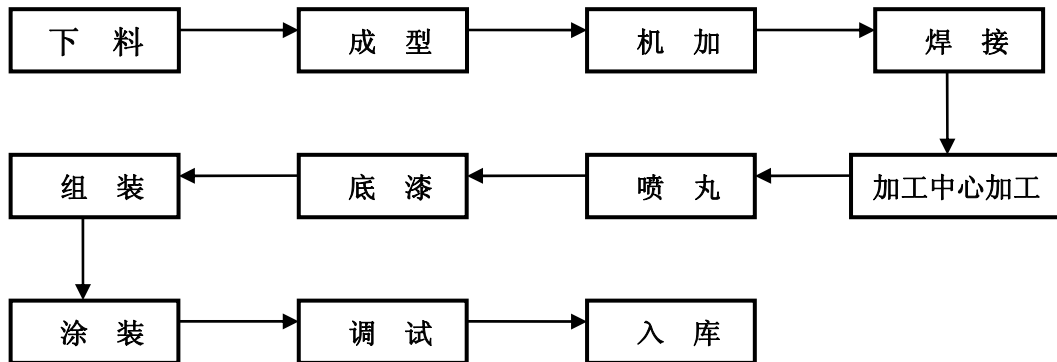 下 料 成 型 机 加 焊 接
组 装 底 漆 喷 丸 加工中心加工
涂 装 调 试 入 库